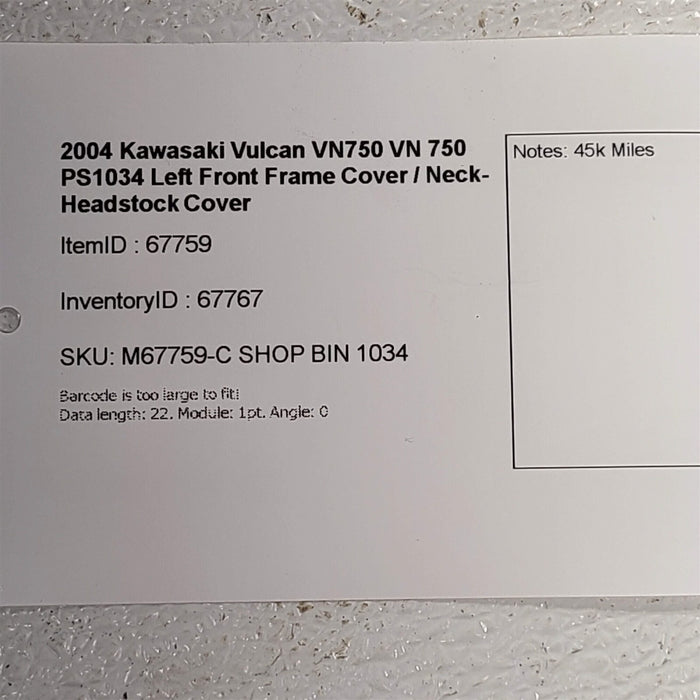 2004 Kawasaki Vulcan VN750 VN 750
PS1034 Left Front Frame Cover / Neck-
Headstock Cover
ItemID : 67759
InventoryID : 67767
SKU: M67759-C SHOP BIN 1034
Barcode is too large to fit!
Data length: 22. Module: 1pt. Angle: 0
Notes: 45k Miles